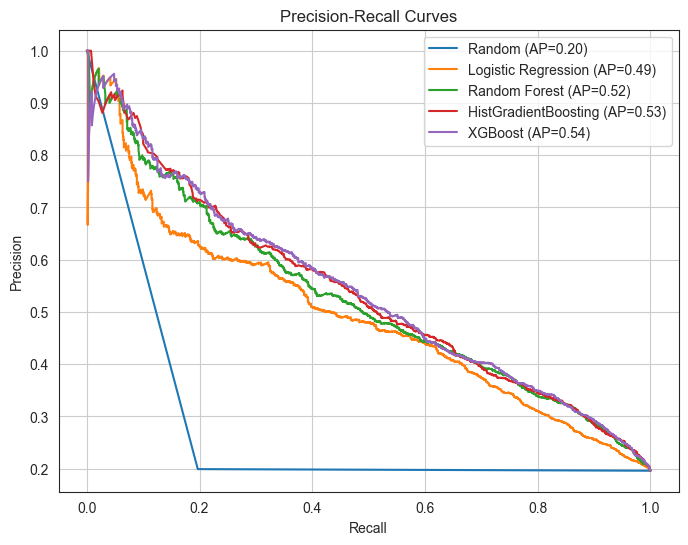 Precision-Recall Curves
Random (AP=0.20)
Logistic Regression (AP=0.49)
Random Forest (AP=0.52)
HistGradientBoosting (AP=0.53)
XGBoost (AP=0.54)
Precision
1.0
0.9
0.8
0.7
0.6
0.5
0.4
0.3
0.2
0.0
0.2
0.4
0.6
0.8
1.0
Recall